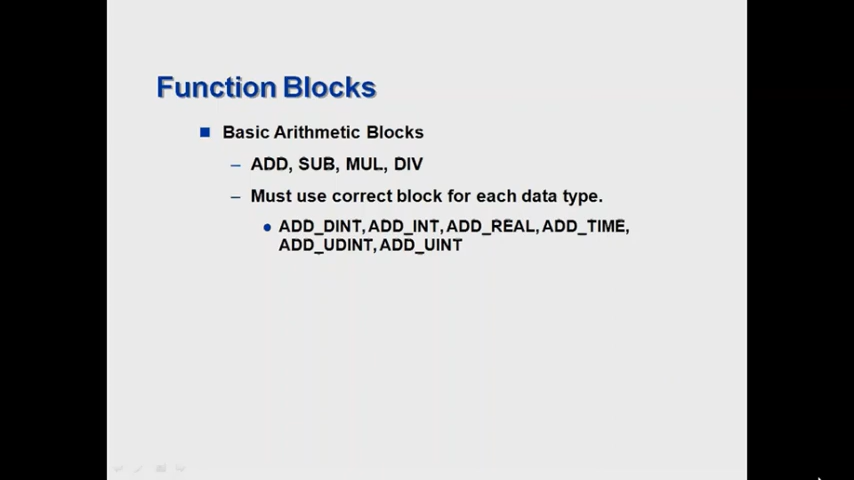 Function Blocks
Basic Arithmetic Blocks
– ADD, SUB, MUL, DIV
– Must use correct block for each data type.
ADD_DINT, ADD_INT, ADD_REAL, ADD_TIME,
ADD_UDINT, ADD_UINT